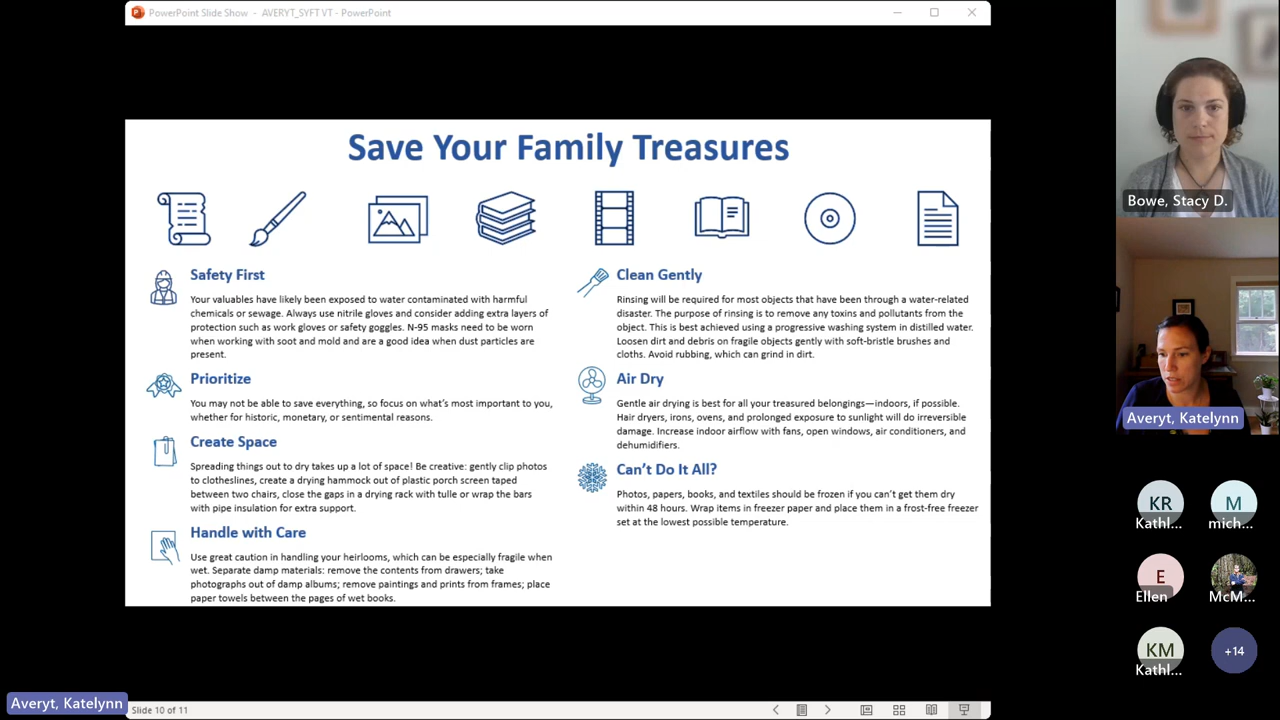 PowerPoint Slide Show - AVERYT_SYFT VT - PowerPoint
Save Your Family Treasures
Safety First
Your valuables have likely been exposed to water contaminated with harmful
chemicals or sewage. Always use nitrile gloves and consider adding extra layers of
protection such as work gloves or safety goggles. N-95 masks need to be worn
when working with soot and mold and are a good idea when dust particles are
present.
Prioritize
You may not be able to save everything, so focus on what's most important to you,
whether for historic, monetary, or sentimental reasons.
Create Space
Spreading things out to dry takes up a lot of space! Be creative: gently clip photos
to clotheslines, create a drying hammock out of plastic porch screen taped
between two chairs, close the gaps in a drying rack with tulle or wrap the bars
with pipe insulation for extra support.
Handle with Care
Use great caution in handling your heirlooms, which can be especially fragile when
wet. Separate damp materials: remove the contents from drawers; take
photographs out of damp albums; remove paintings and prints from frames; place
paper towels between the pages of wet books.
Clean Gently
Rinsing will be required for most objects that have been through a water-related
disaster. The purpose of rinsing is to remove any toxins and pollutants from the
object. This is best achieved using a progressive washing system in distilled water.
Loosen dirt and debris on fragile objects gently with soft-bristle brushes and
cloths. Avoid rubbing, which can grind in dirt.
Air Dry
Gentle air drying is best for all your treasured belongings—indoors, if possible.
Hair dryers, irons, ovens, and prolonged exposure to sunlight will do irreversible
damage. Increase indoor airflow with fans, open windows, air conditioners, and
dehumidifiers.
Can't Do It All?
Photos, papers, books, and textiles should be frozen if you can't get them dry
within 48 hours. Wrap items in freezer paper and place them in a frost-free freezer
set at the lowest possible temperature.
Bowe, Stacy D.
Averyt, Katelynn
KR
Kathl...
M
mich...
E
Ellen
McM...
KM
Kathl...
+14
Averyt, Katelynn
Slide 10 of 11